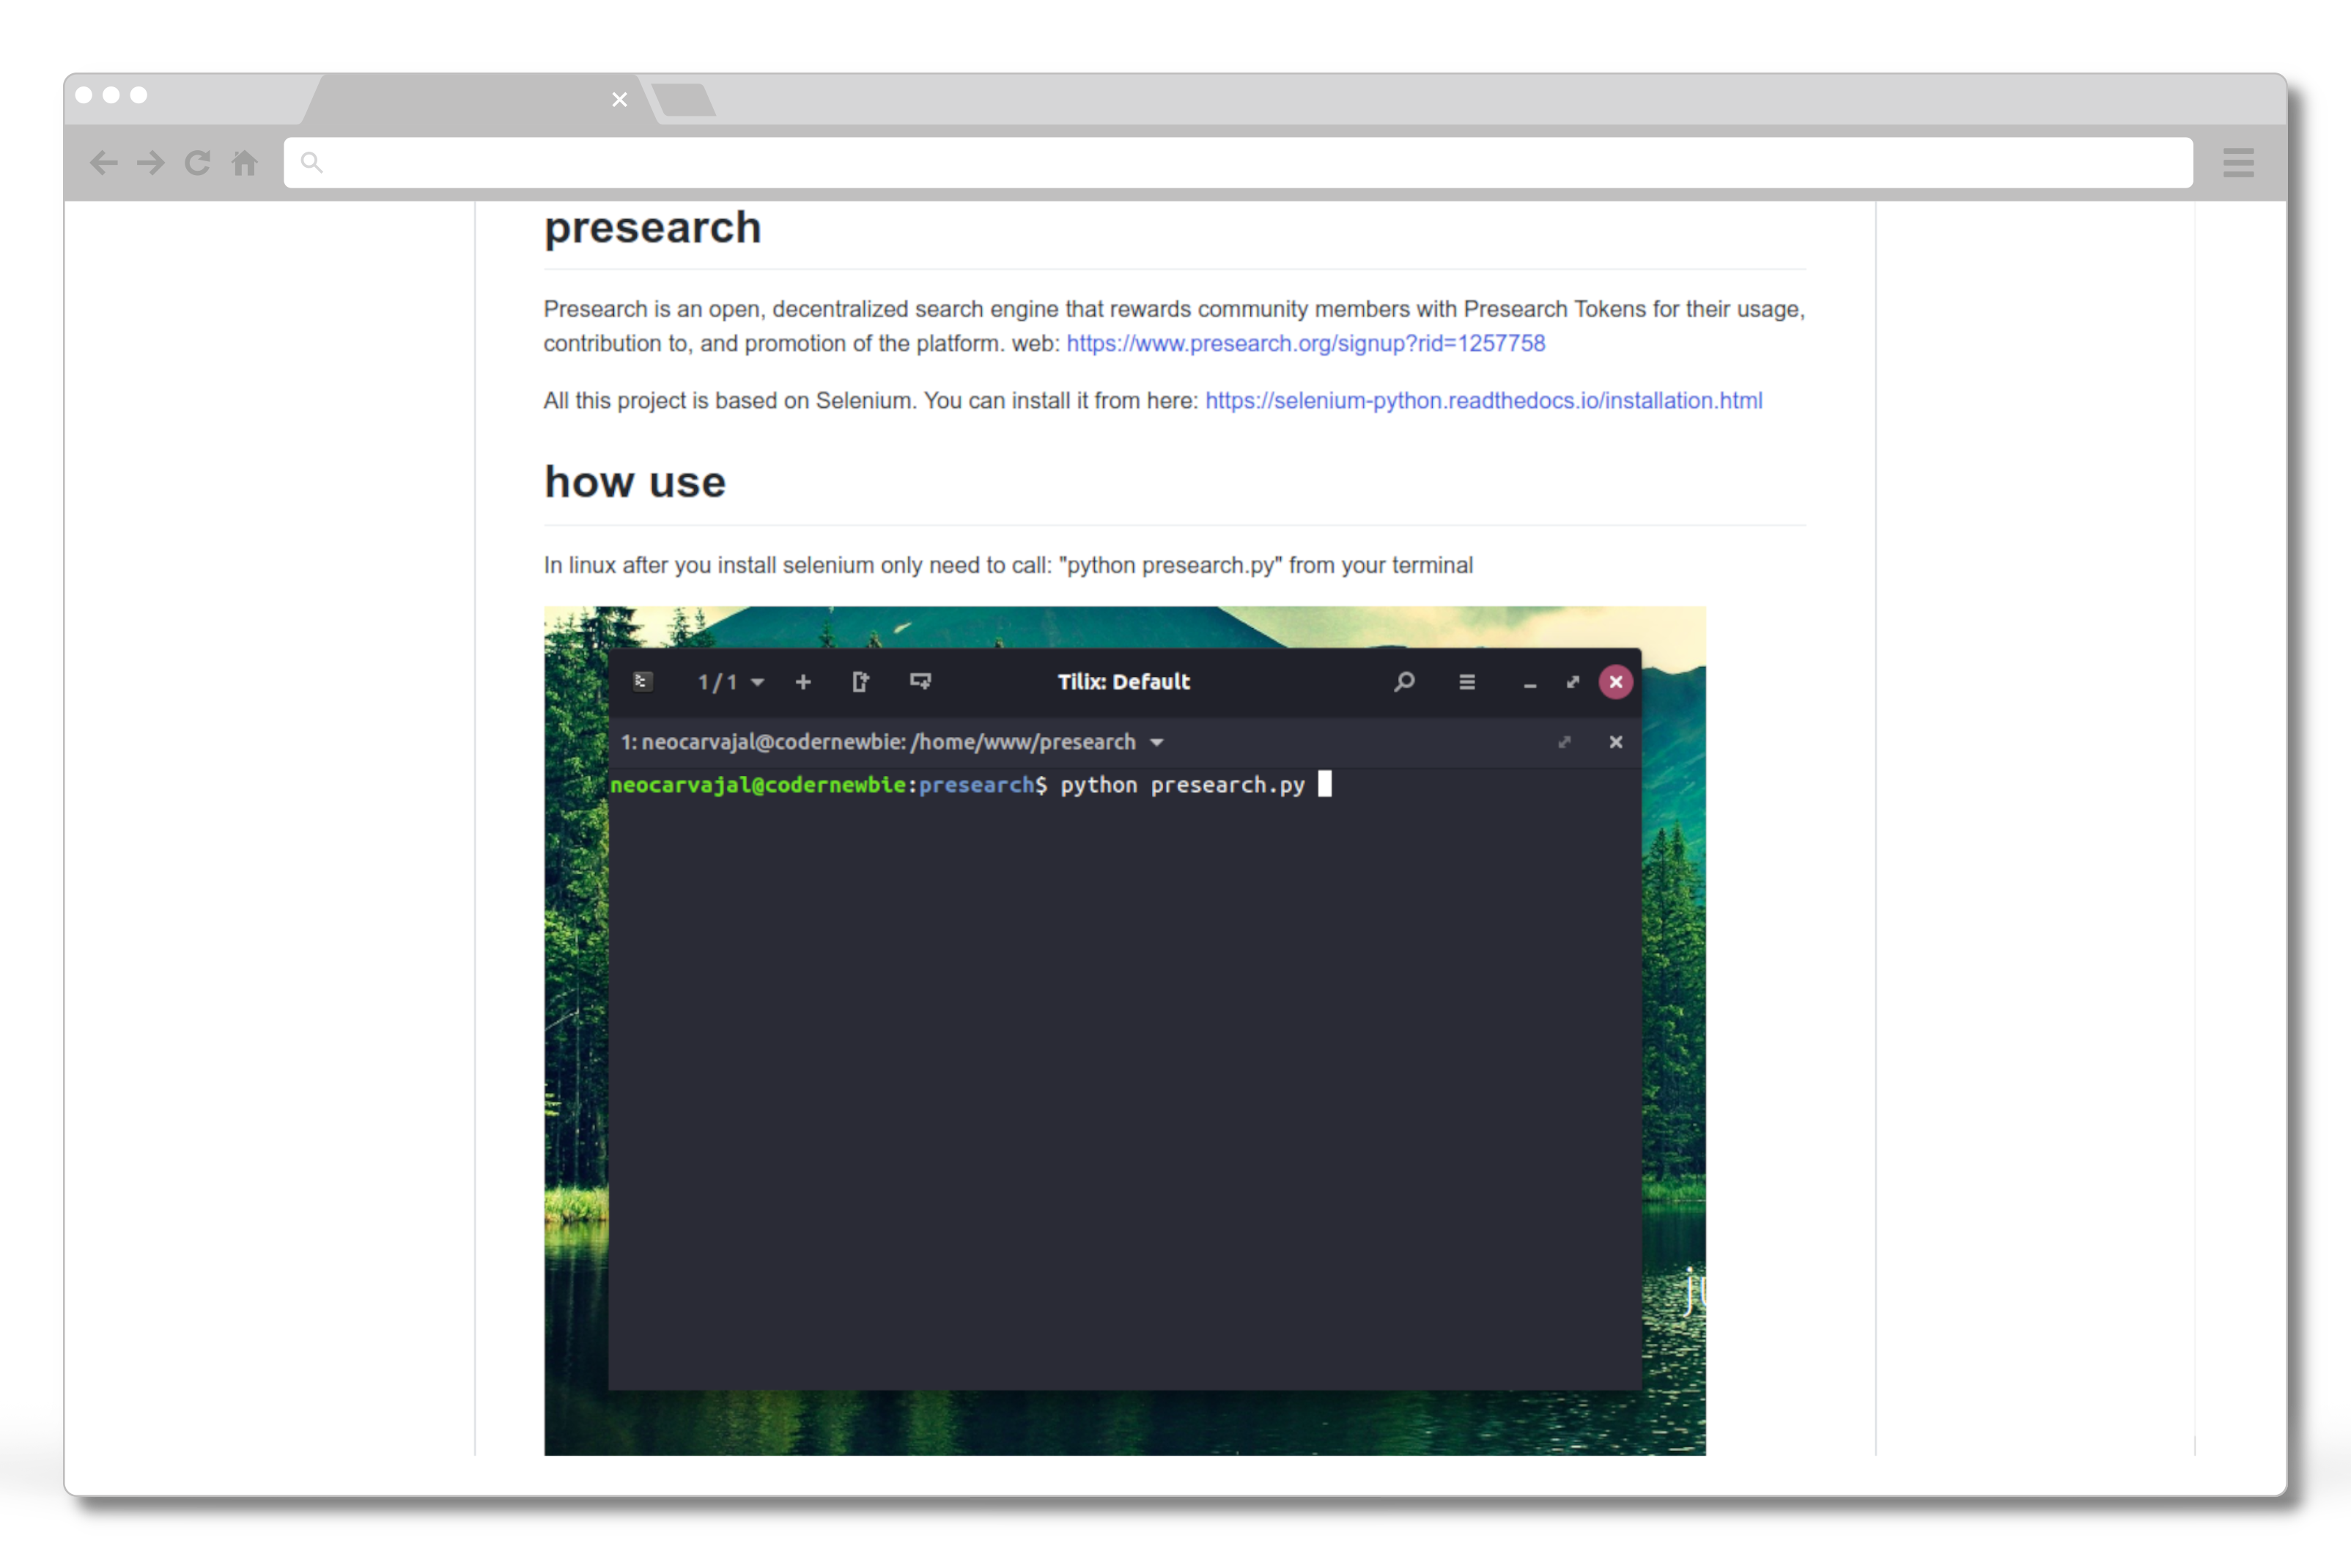 presearch
Presearch is an open, decentralized search engine that rewards community members with Presearch Tokens for their usage,
contribution to, and promotion of the platform. web: https://www.presearch.org/signup?rid=1257758
All this project is based on Selenium. You can install it from here: https://selenium-python.readthedocs.io/installation.html
how use
In linux after you install selenium only need to call: "python presearch.py" from your terminal
1/1
Tilix: Default
1: neocarvajal@codernewbie: /home/www/presearch
neocarvajal@codernewbie:presearch$ python presearch.py